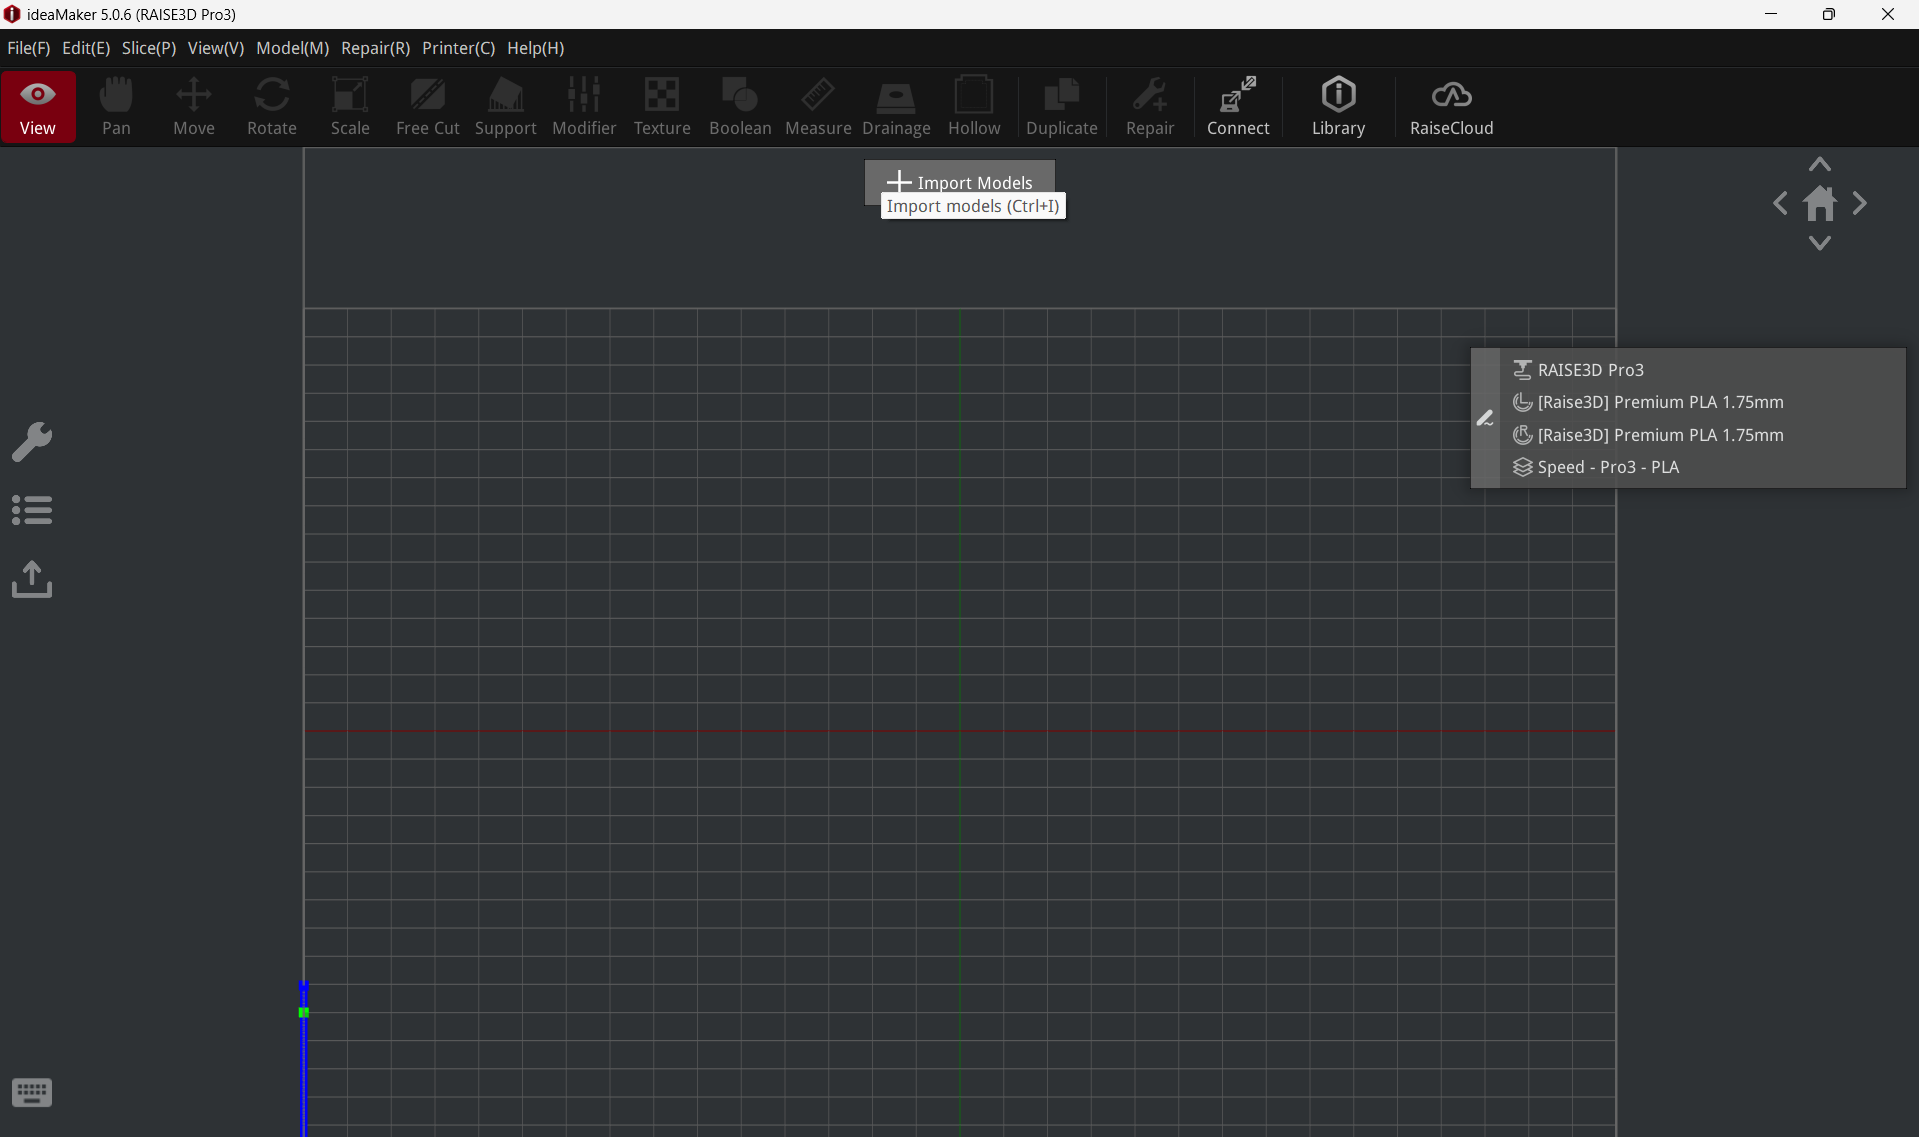 ideaMaker 5.0.6 (RAISE3D Pro3)
File(F) Edit(E) Slice(P) View(V) Model(M) Repair(R) Printer(C) Help(H)
View Pan Move Rotate Scale Free Cut Support Modifier Texture Boolean Measure Drainage Hollow Duplicate Repair Connect Library RaiseCloud
Import Models
Import models (Ctrl+I)
RAISE3D Pro3
[Raise3D] Premium PLA 1.75mm
[Raise3D] Premium PLA 1.75mm
Speed - Pro3 - PLA